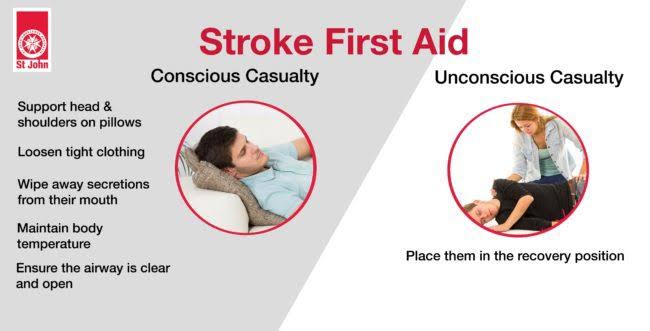 St John
Stroke First Aid
Conscious Casualty
Support head &
shoulders on pillows
Loosen tight clothing
Wipe away secretions
from their mouth
Maintain body
temperature
Ensure the airway is clear
and open
Unconscious Casualty
Place them in the recovery position